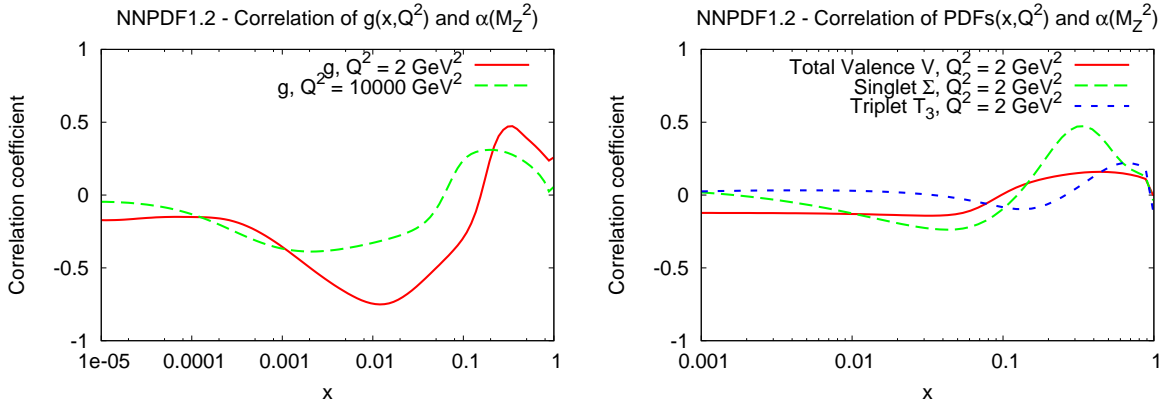 NNPDF1.2 - Correlation of g(x,Q²) and α(M_Z²)
g, Q² = 2 GeV²
g, Q² = 10000 GeV²
Correlation coefficient
1
0.5
0
-0.5
-1
1e-05
0.0001
0.001
0.01
0.1
1
x
NNPDF1.2 - Correlation of PDFs(x,Q²) and α(M_Z²)
Total Valence V, Q² = 2 GeV²
Singlet Σ, Q² = 2 GeV²
Triplet T₃, Q² = 2 GeV²
Correlation coefficient
1
0.5
0
-0.5
-1
0.001
0.01
0.1
1
x